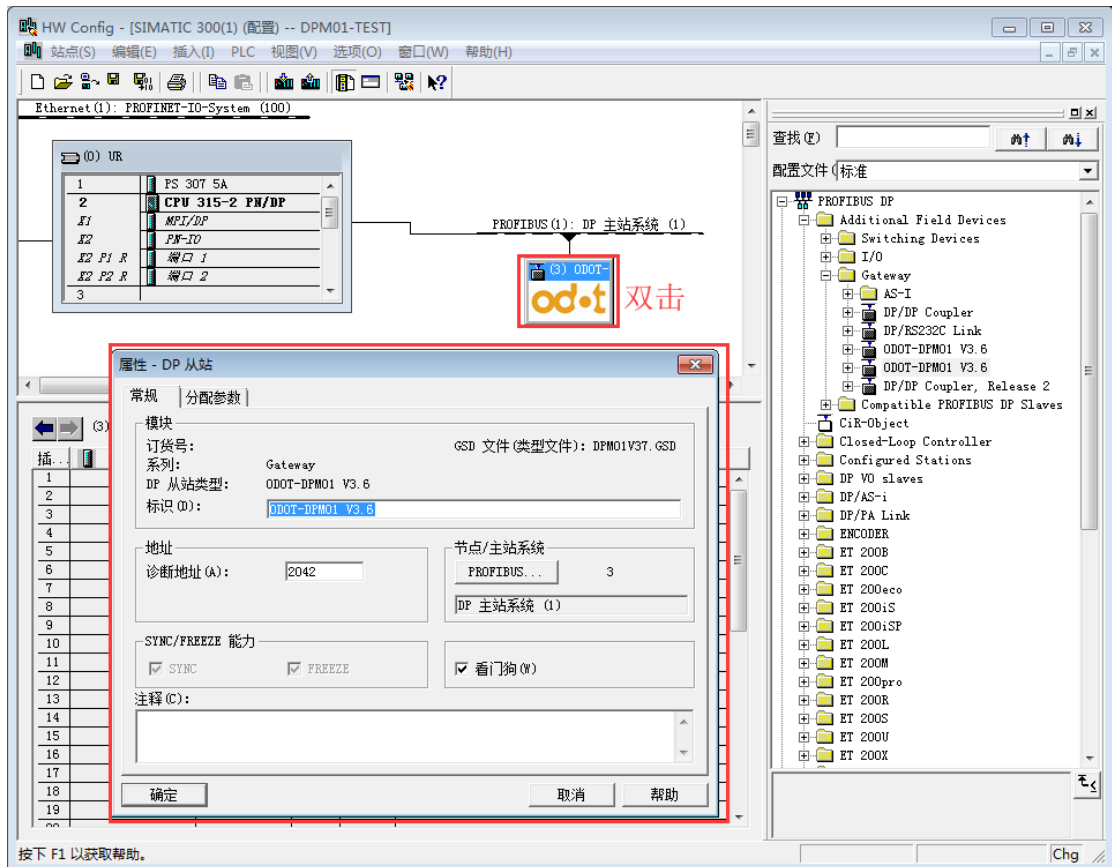 HW Config - [SIMATIC 300(1) (配置) -- DPM01-TEST]
站点(S) 编辑(E) 插入(I) PLC 视图(V) 选项(O) 窗口(W) 帮助(H)
Ethernet(1): PROFINET-IO-System (100)
(0) UR
1 PS 307 5A
2 CPU 315-2 PN/DP
X1 MPI/DP
X2 PN-IO
X2 P1 R 端口 1
X2 P2 R 端口 2
3
PROFIBUS(1): DP 主站系统 (1)
(3) ODOT-
odot
双击
查找(F)
配置文件(
标准
PROFIBUS DP
Additional Field Devices
Switching Devices
I/O
Gateway
AS-I
DP/DP Coupler
DP/RS232C Link
ODOT-DPM01 V3.6
ODOT-DPM01 V3.6
DP/DP Coupler, Release 2
Compatible PROFIBUS DP Slaves
CiR-Object
Closed-Loop Controller
Configured Stations
DP V0 slaves
DP/AS-i
DP/PA Link
ENCODER
ET 200B
ET 200C
ET 200eco
ET 200iS
ET 200iSP
ET 200L
ET 200M
ET 200pro
ET 200R
ET 200S
ET 200U
ET 200X
(3)
插...
1
2
3
4
5
6
7
8
9
10
11
12
13
14
15
16
17
18
19
属性 - DP 从站
常规 分配参数
模块
订货号: GSD 文件(类型文件): DPM01V37.GSD
系列: Gateway
DP 从站类型: ODOT-DPM01 V3.6
标识(D): ODOT-DPM01 V3.6
地址
诊断地址(A): 2042
节点/主站系统
PROFIBUS... 3
DP 主站系统 (1)
SYNC/FREEZE 能力
SYNC FREEZE
看门狗(W)
注释(C):
确定 取消 帮助
按下 F1 以获取帮助。
Chg